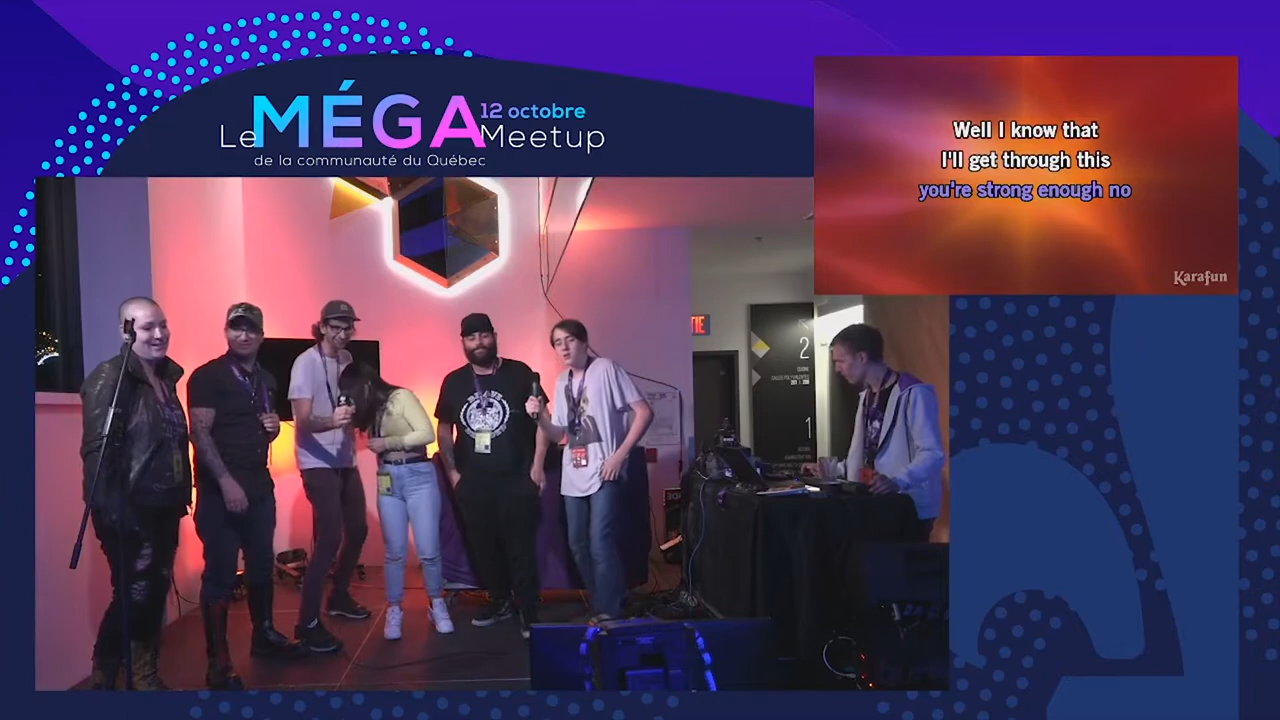 Le MÉGA 12 octobre
Meetup
de la communauté du Québec
Well I know that
I'll get through this
you're strong enough no
Karafun
TIE
2
1